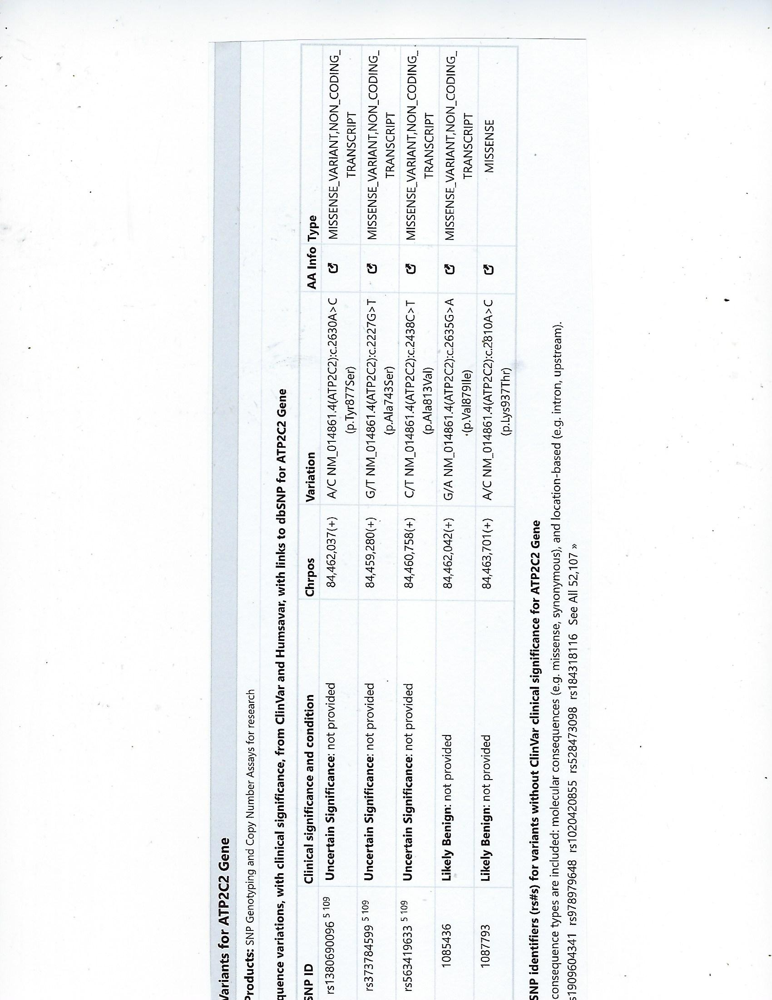 Variants for ATP2C2 Gene
Products: SNP Genotyping and Copy Number Assays for research
quence variations, with clinical significance, from ClinVar and Humsavar, with links to dbSNP for ATP2C2 Gene
SNP ID Clinical significance and condition Chrpos Variation AA Info Type
rs1380690096 5 109 Uncertain Significance: not provided 84,462,037(+) A/C NM_014861.4(ATP2C2):c.2630A>C MISSENSE_VARIANT,NON_CODING_
(p.Tyr877Ser) TRANSCRIPT
rs373784599 5 109 Uncertain Significance: not provided 84,459,280(+) G/T NM_014861.4(ATP2C2):c.2227G>T MISSENSE_VARIANT,NON_CODING_
(p.Ala743Ser) TRANSCRIPT
rs563419633 5 109 Uncertain Significance: not provided 84,460,758(+) C/T NM_014861.4(ATP2C2):c.2438C>T MISSENSE_VARIANT,NON_CODING_
(p.Ala813Val) TRANSCRIPT
1085436 Likely Benign: not provided 84,462,042(+) G/A NM_014861.4(ATP2C2):c.2635G>A MISSENSE_VARIANT,NON_CODING_
(p.Val879Ile) TRANSCRIPT
1087793 Likely Benign: not provided 84,463,701(+) A/C NM_014861.4(ATP2C2):c.2810A>C MISSENSE
(p.Lys937Thr)
SNP identifiers (rs#s) for variants without ClinVar clinical significance for ATP2C2 Gene
consequence types are included: molecular consequences (e.g. missense, synonymous), and location-based (e.g. intron, upstream).
s1909604341 rs978979648 rs1020420855 rs528473098 rs184318116 See All 52,107 »